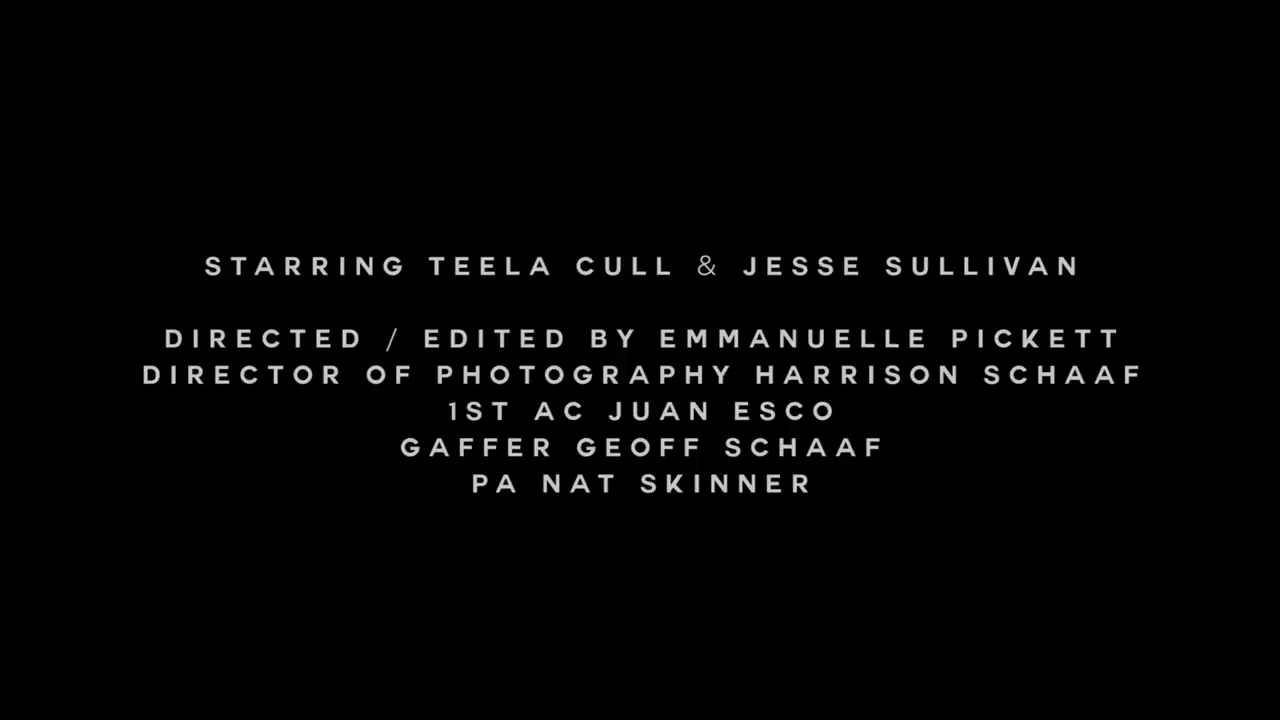 STARRING TEELA CULL & JESSE SULLIVAN
DIRECTED / EDITED BY EMMANUELLE PICKETT
DIRECTOR OF PHOTOGRAPHY HARRISON SCHAAF
1ST AC JUAN ESCO
GAFFER GEOFF SCHAAF
PA NAT SKINNER